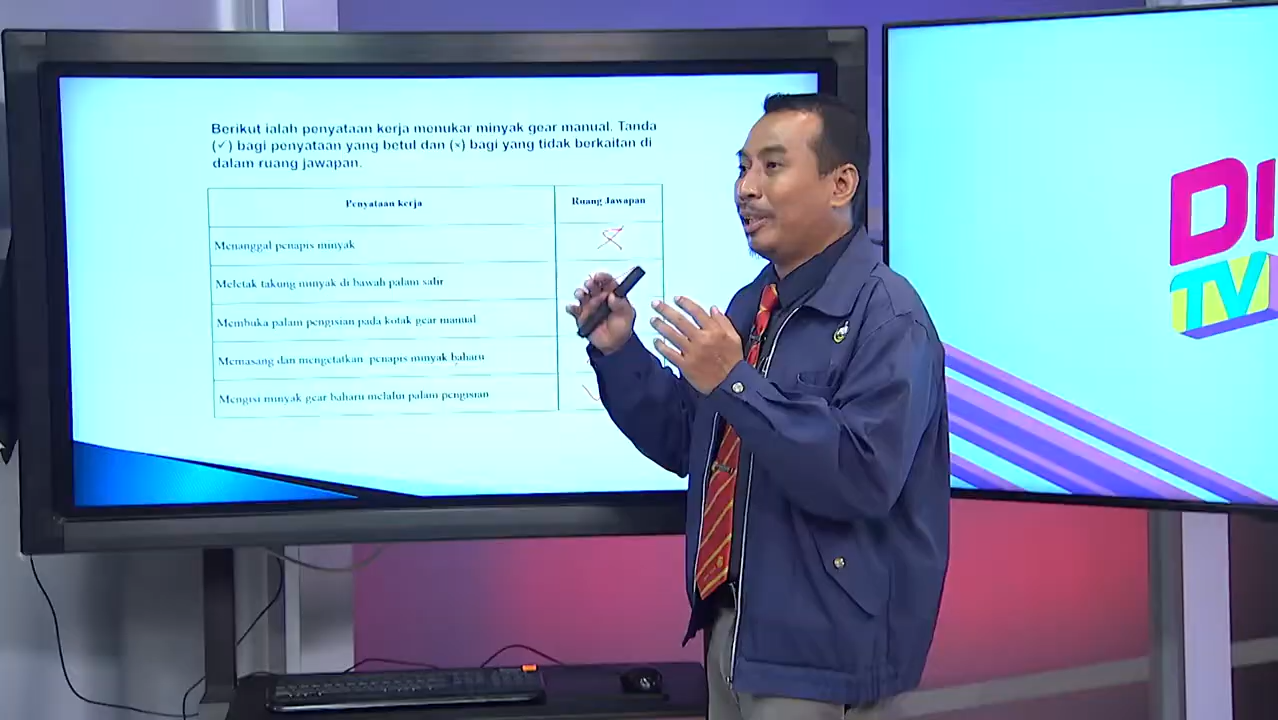 Berikut ialah penyataan kerja menukar minyak gear manual. Tanda
(✓) bagi penyataan yang betul dan (×) bagi yang tidak berkaitan di
dalam ruang jawapan.
Penyataan kerja
Ruang Jawapan
Menanggal penapis minyak
Meletak takung minyak di bawah palam salir
Membuka palam pengisian pada kotak gear manual
Memasang dan mengetatkan penapis minyak baharu
Mengisi minyak gear baharu melalui palam pengisian
DI
TV